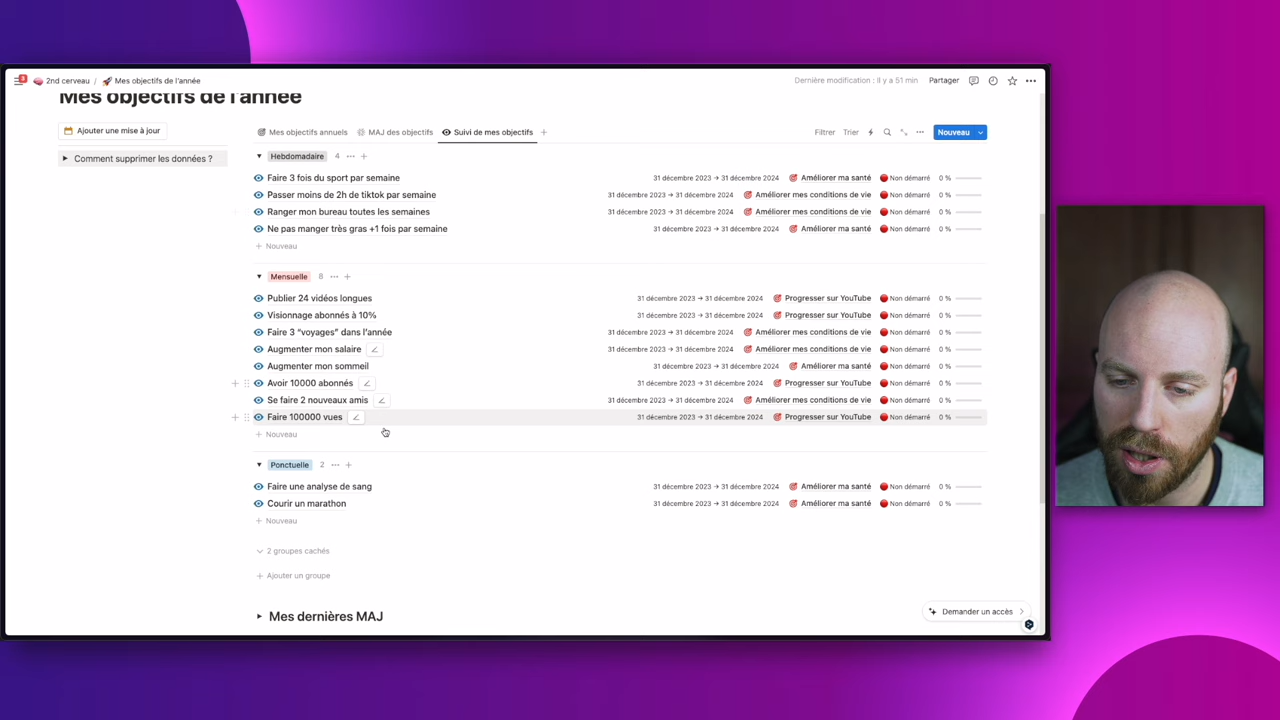 3
2nd cerveau / Mes objectifs de l'année
Dernière modification : il y a 51 min
Partager
Mes objectifs de l'année
Ajouter une mise à jour
Comment supprimer les données ?
Mes objectifs annuels
MAJ des objectifs
Suivi de mes objectifs
Filtrer
Trier
Nouveau
Hebdomadaire 4
Faire 3 fois du sport par semaine 31 décembre 2023 → 31 décembre 2024 Améliorer ma santé Non démarré 0 %
Passer moins de 2h de tiktok par semaine 31 décembre 2023 → 31 décembre 2024 Améliorer mes conditions de vie Non démarré 0 %
Ranger mon bureau toutes les semaines 31 décembre 2023 → 31 décembre 2024 Améliorer mes conditions de vie Non démarré 0 %
Ne pas manger très gras +1 fois par semaine 31 décembre 2023 → 31 décembre 2024 Améliorer ma santé Non démarré 0 %
+ Nouveau
Mensuelle 8
Publier 24 vidéos longues 31 décembre 2023 → 31 décembre 2024 Progresser sur YouTube Non démarré 0 %
Visionnage abonnés à 10% 31 décembre 2023 → 31 décembre 2024 Progresser sur YouTube Non démarré 0 %
Faire 3 “voyages” dans l'année 31 décembre 2023 → 31 décembre 2024 Améliorer mes conditions de vie Non démarré 0 %
Augmenter mon salaire 31 décembre 2023 → 31 décembre 2024 Améliorer mes conditions de vie Non démarré 0 %
Augmenter mon sommeil 31 décembre 2023 → 31 décembre 2024 Améliorer ma santé Non démarré 0 %
Avoir 10000 abonnés 31 décembre 2023 → 31 décembre 2024 Progresser sur YouTube Non démarré 0 %
Se faire 2 nouveaux amis 31 décembre 2023 → 31 décembre 2024 Améliorer mes conditions de vie Non démarré 0 %
Faire 100000 vues 31 décembre 2023 → 31 décembre 2024 Progresser sur YouTube Non démarré 0 %
+ Nouveau
Ponctuelle 2
Faire une analyse de sang 31 décembre 2023 → 31 décembre 2024 Améliorer ma santé Non démarré 0 %
Courir un marathon 31 décembre 2023 → 31 décembre 2024 Améliorer ma santé Non démarré 0 %
+ Nouveau
2 groupes cachés
+ Ajouter un groupe
Mes dernières MAJ
Demander un accès